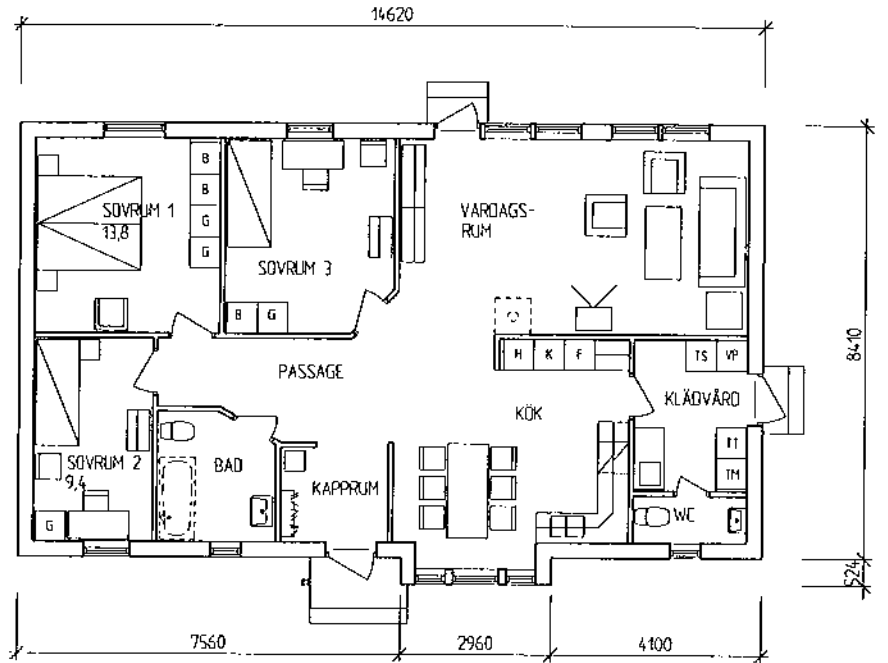 14620
SOVRUM 1
13,8
B
B
G
G
SOVRUM 3
B G
VARDAGS-
RUM
8410
PASSAGE
H K F
TS VP
KLÄDVÅRD
KÖK
SOVRUM 2
9,4
G
BAD
KAPPRUM
TM
WC
524
7560
2960
4100